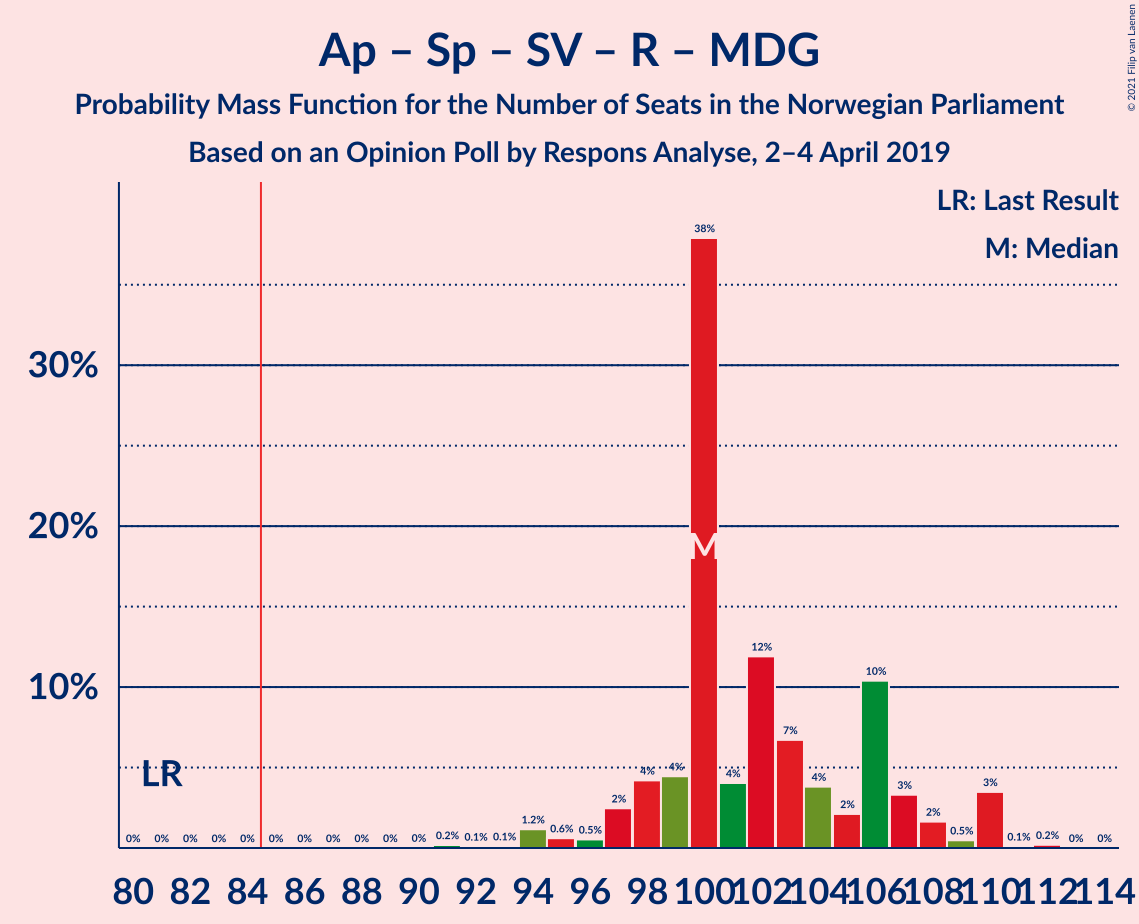 Ap – Sp – SV – R – MDG
Probability Mass Function for the Number of Seats in the Norwegian Parliament
Based on an Opinion Poll by Respons Analyse, 2–4 April 2019
© 2021 Filip van Laenen
LR: Last Result
M: Median
38%
30%
20%
M
12%
10%
10%
7%
LR
4% 4% 4% 4%
2% 2% 3% 2% 3%
0% 0% 0% 0% 0% 0% 0% 0% 0% 0% 0% 0.2% 0.1% 0.1% 1.2% 0.6% 0.5% 0.5% 0.1% 0.2% 0% 0%
80 82 84 86 88 90 92 94 96 98 100 102 104 106 108 110 112 114